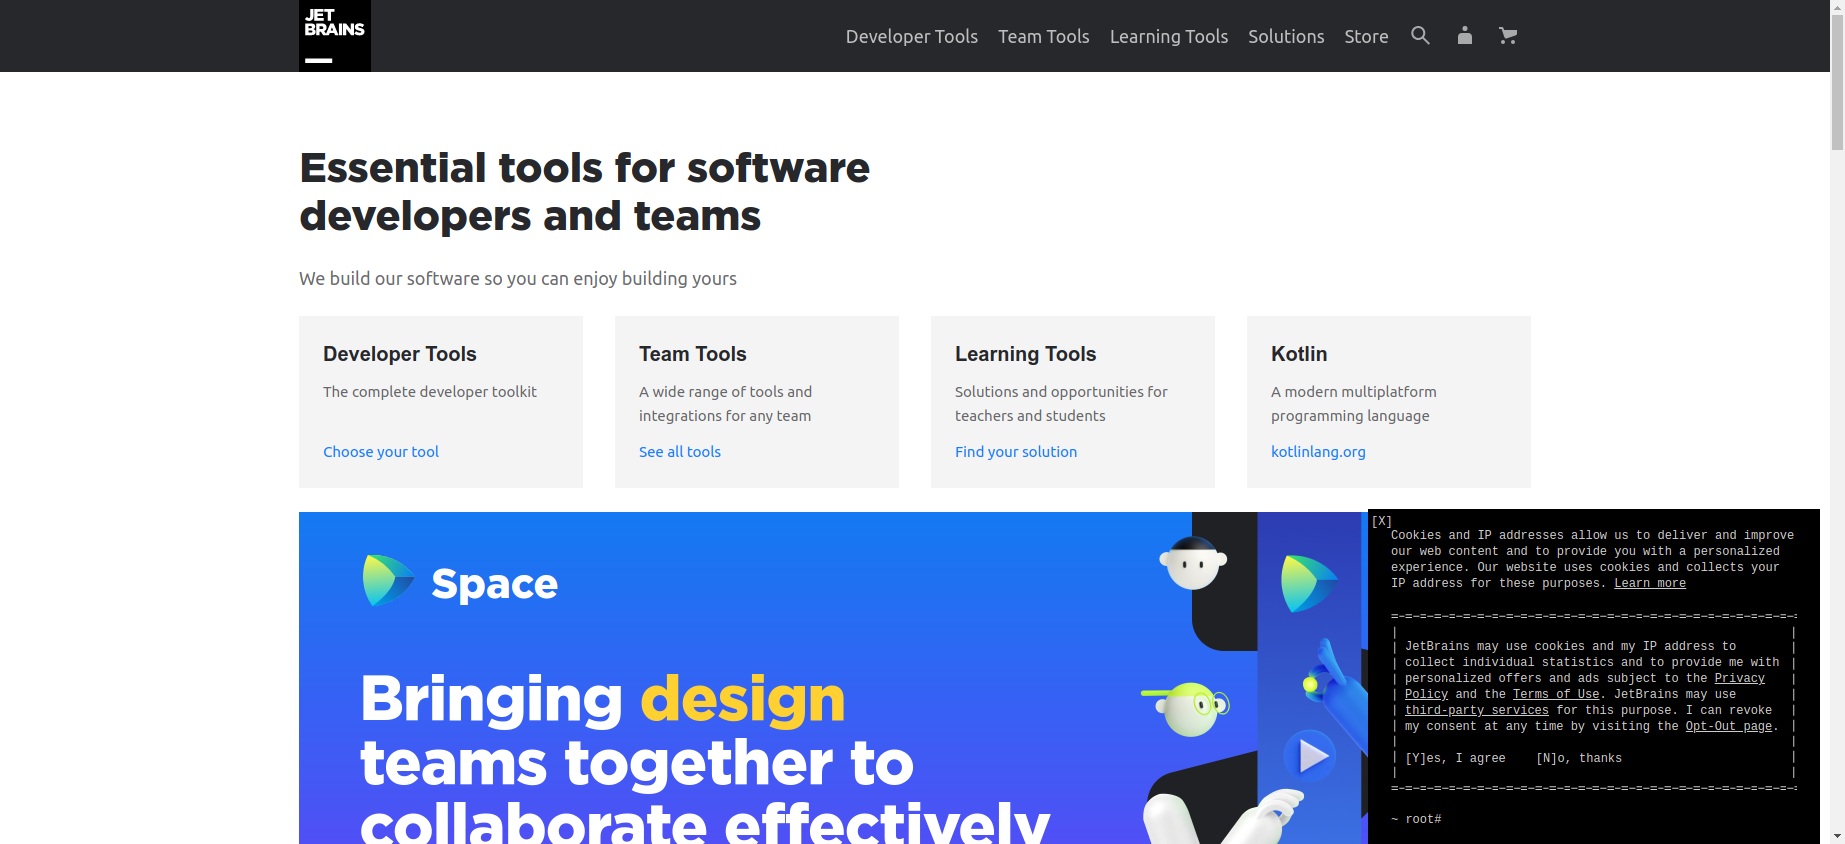 JET
BRAINS
Developer Tools Team Tools Learning Tools Solutions Store
Essential tools for software
developers and teams
We build our software so you can enjoy building yours
Developer Tools
The complete developer toolkit
Choose your tool
Team Tools
A wide range of tools and
integrations for any team
See all tools
Learning Tools
Solutions and opportunities for
teachers and students
Find your solution
Kotlin
A modern multiplatform
programming language
kotlinlang.org
Space
Bringing design
teams together to
collaborate effectively
[X]
Cookies and IP addresses allow us to deliver and improve
our web content and to provide you with a personalized
experience. Our website uses cookies and collects your
IP address for these purposes. Learn more
JetBrains may use cookies and my IP address to
collect individual statistics and to provide me with
personalized offers and ads subject to the Privacy
Policy and the Terms of Use. JetBrains may use
third-party services for this purpose. I can revoke
my consent at any time by visiting the Opt-Out page.
[Y]es, I agree [N]o, thanks
~ root#